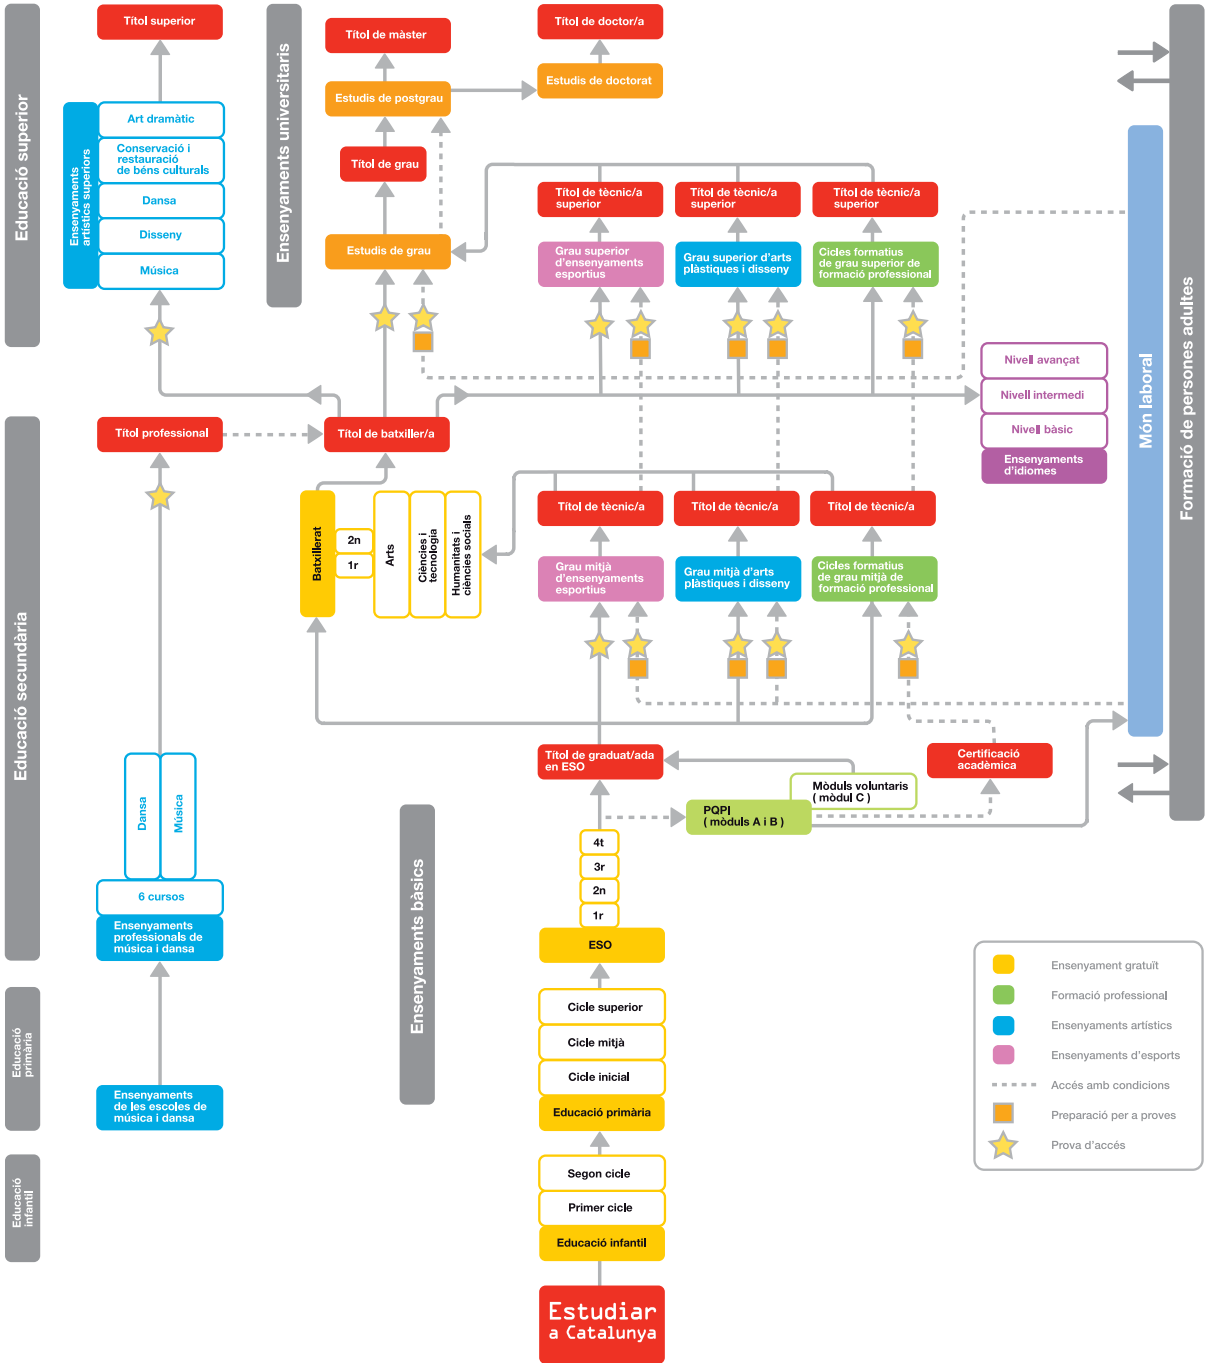 Educació superior
Títol superior
Ensenyaments
artístics superiors
Art dramàtic
Conservació i
restauració
de béns culturals
Dansa
Disseny
Música
Ensenyaments universitaris
Títol de màster
Estudis de postgrau
Títol de grau
Estudis de grau
Títol de doctor/a
Estudis de doctorat
Títol de tècnic/a
superior
Títol de tècnic/a
superior
Títol de tècnic/a
superior
Grau superior
d'ensenyaments
esportius
Grau superior d'arts
plàstiques i disseny
Cicles formatius
de grau superior de
formació professional
Nivell avançat
Nivell intermedi
Nivell bàsic
Ensenyaments
d'idiomes
Món laboral
Formació de persones adultes
Educació secundària
Títol professional
Títol de batxiller/a
Batxillerat
2n
1r
Arts
Ciències i
tecnologia
Humanitats i
ciències socials
Títol de tècnic/a
Títol de tècnic/a
Títol de tècnic/a
Grau mitjà
d'ensenyaments
esportius
Grau mitjà d'arts
plàstiques i disseny
Cicles formatius
de grau mitjà de
formació professional
Títol de graduat/ada
en ESO
Certificació
acadèmica
Mòduls voluntaris
( mòdul C )
PQPI
( mòduls A i B )
Dansa
Música
6 cursos
Ensenyaments
professionals de
música i dansa
Ensenyaments bàsics
4t
3r
2n
1r
ESO
Educació
primària
Cicle superior
Cicle mitjà
Cicle inicial
Educació primària
Ensenyaments
de les escoles de
música i dansa
Educació
infantil
Segon cicle
Primer cicle
Educació infantil
Estudiar
a Catalunya
Ensenyament gratuït
Formació professional
Ensenyaments artístics
Ensenyaments d'esports
Accés amb condicions
Preparació per a proves
Prova d'accés